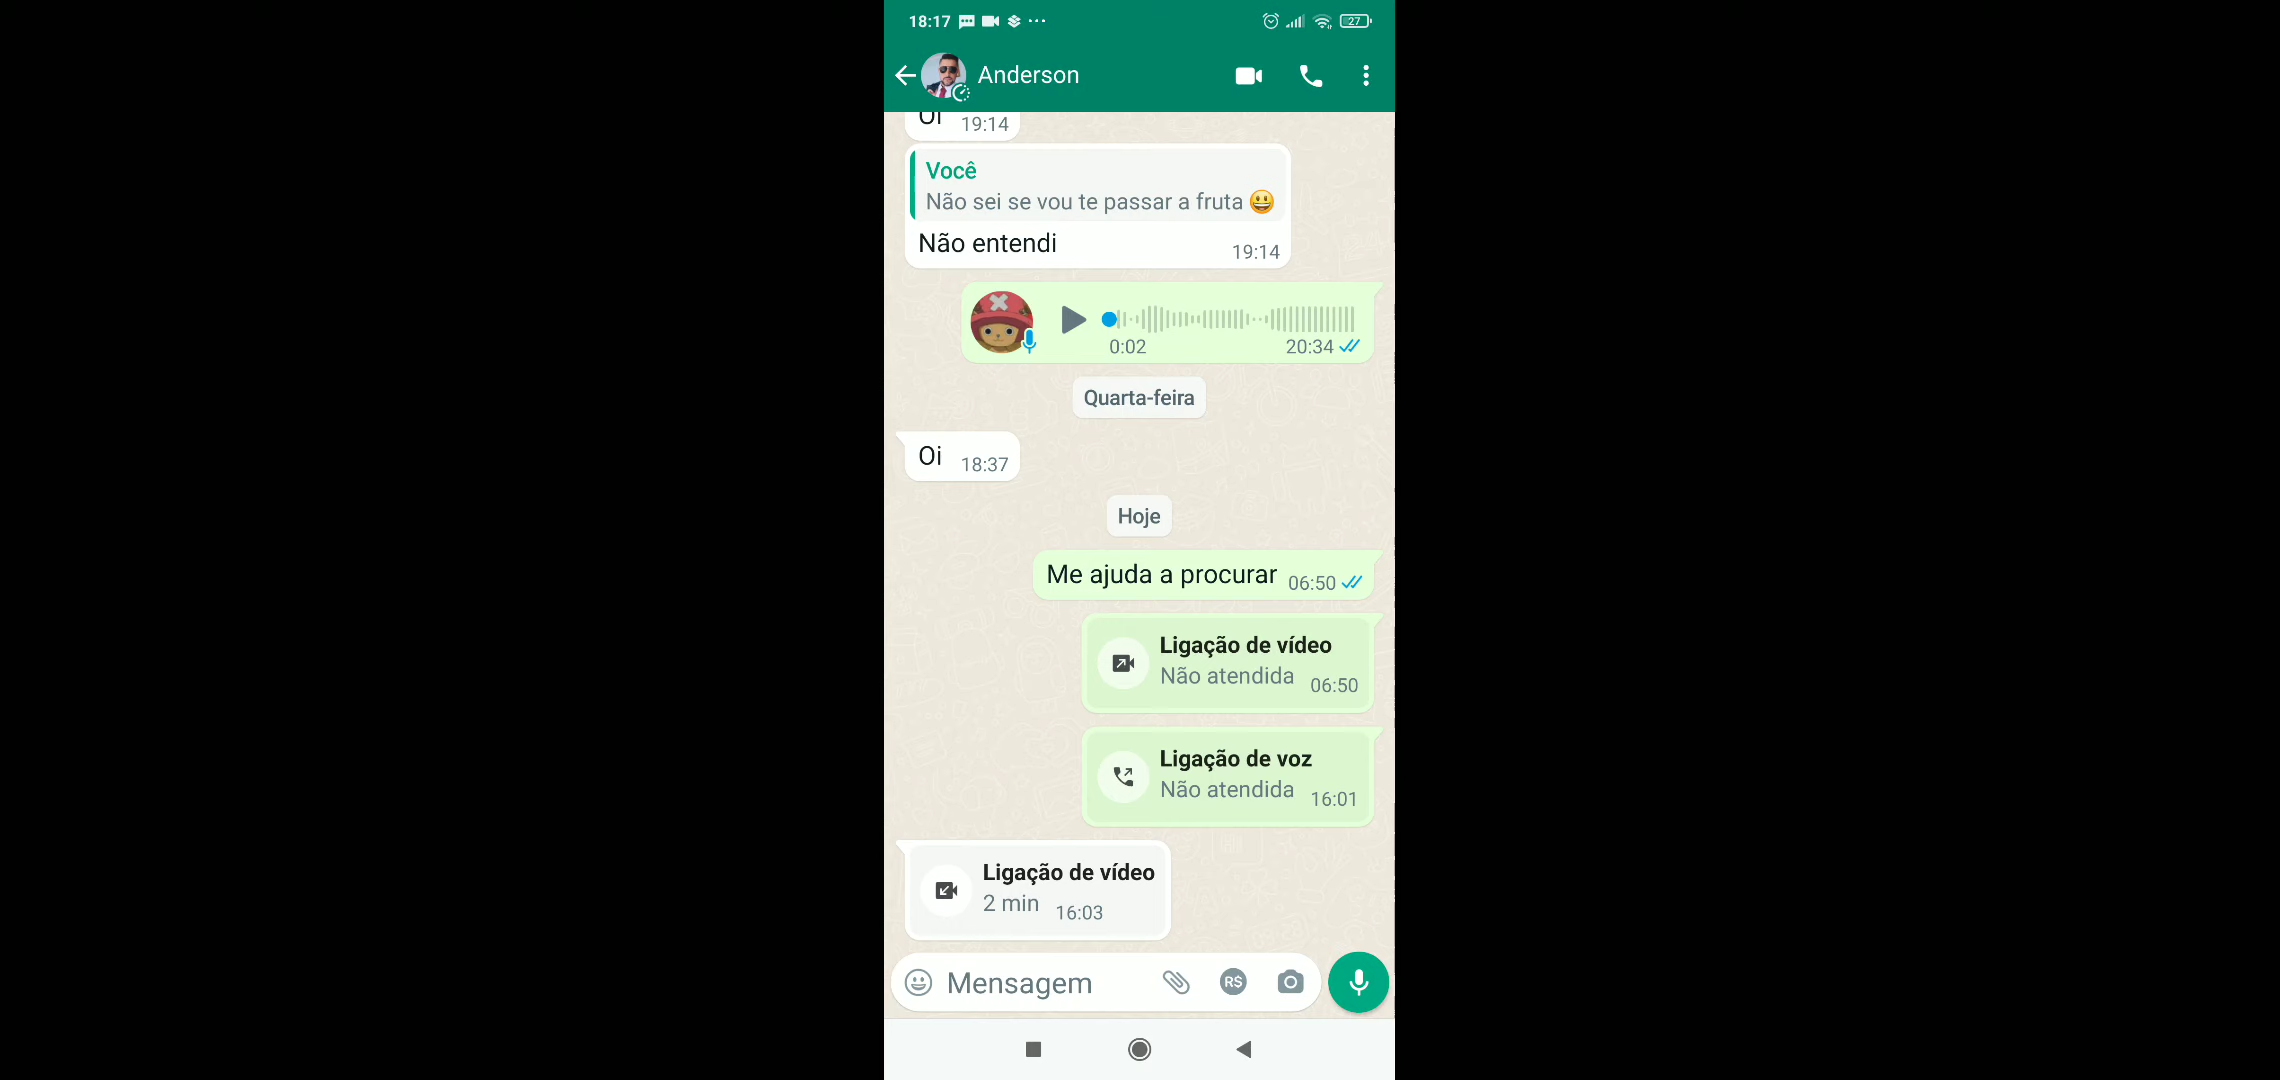 18:17
27
Anderson
Oi 19:14
Você
Não sei se vou te passar a fruta 😃
Não entendi
19:14
0:02 20:34
Quarta-feira
Oi 18:37
Hoje
Me ajuda a procurar 06:50
Ligação de vídeo
Não atendida 06:50
Ligação de voz
Não atendida 16:01
Ligação de vídeo
2 min 16:03
Mensagem R$